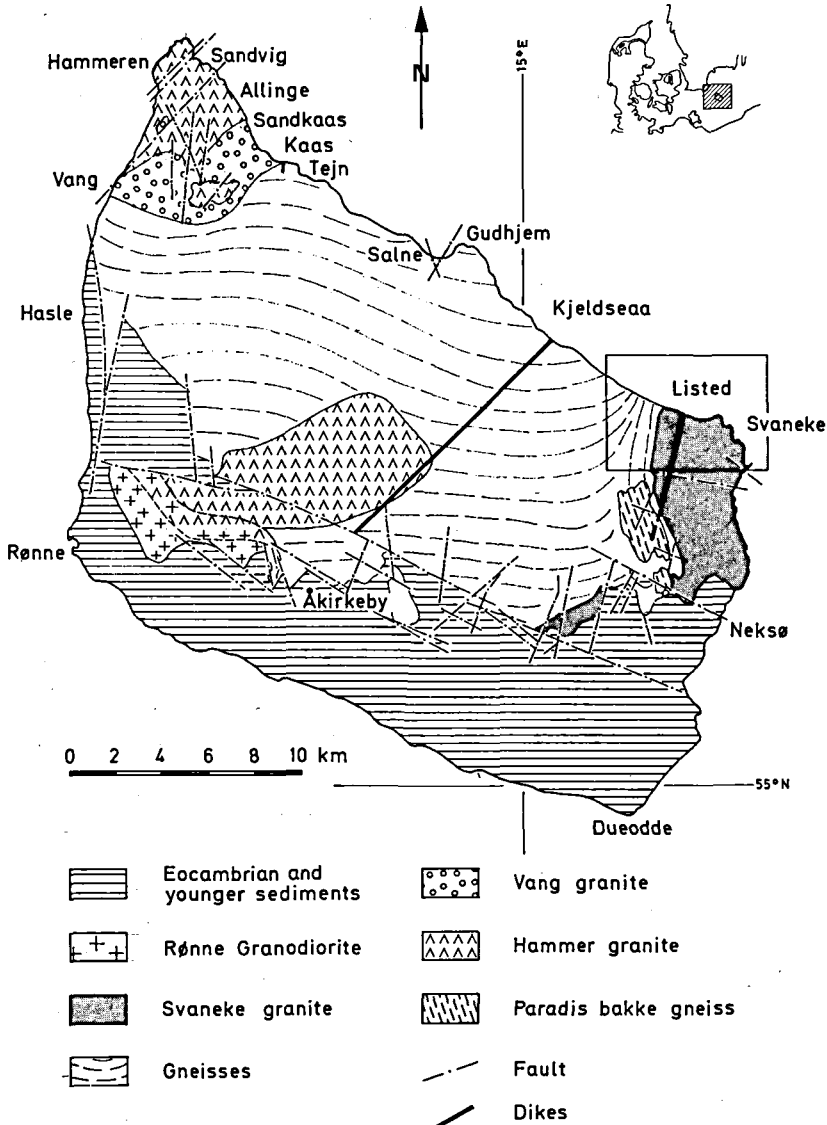 Hammeren
Sandvig
Allinge
Sandkaas
Kaas
Tejn
Vang
N
15°E
Salne
Gudhjem
Hasle
Kjeldseaa
Listed
Svaneke
Rønne
Åkirkeby
Neksø
0 2 4 6 8 10 km
55°N
Dueodde
Eocambrian and
younger sediments
Rønne Granodiorite
Svaneke granite
Gneisses
Vang granite
Hammer granite
Paradis bakke gneiss
Fault
Dikes